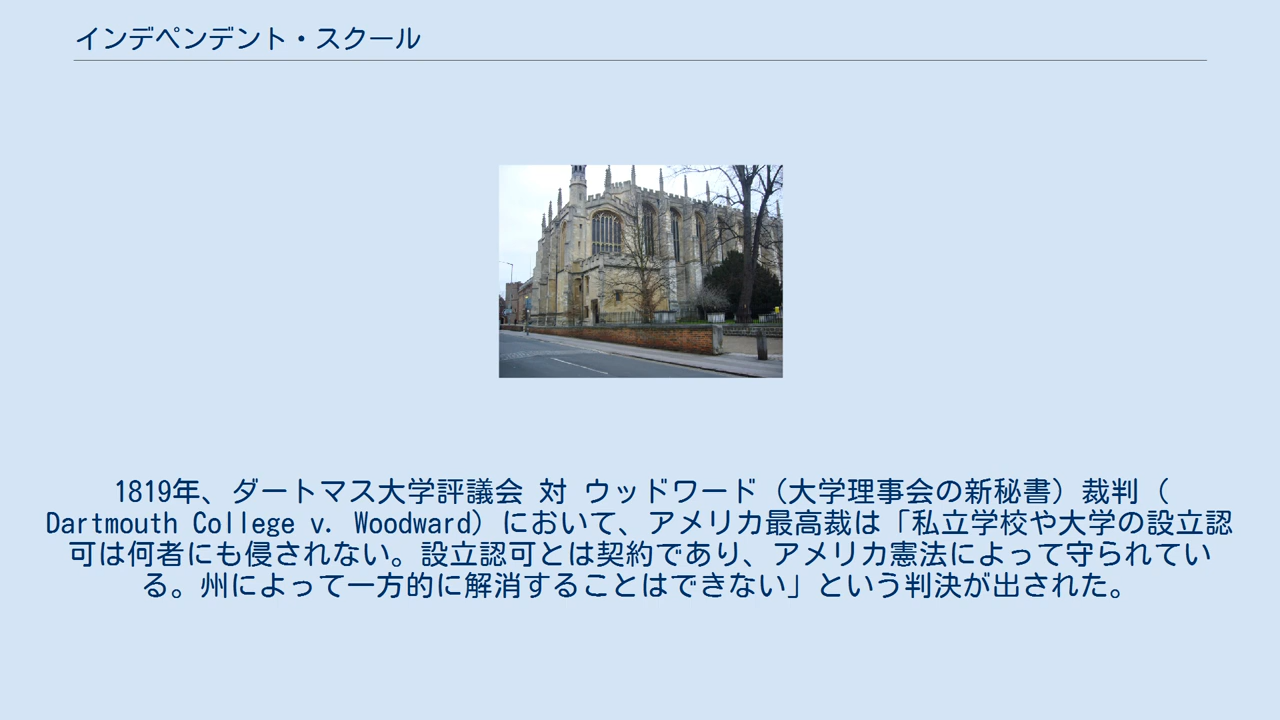 インデペンデント・スクール
1819年、ダートマス大学評議会 対 ウッドワード（大学理事会の新秘書）裁判（
Dartmouth College v. Woodward）において、アメリカ最高裁は「私立学校や大学の設立認
可は何者にも侵されない。設立認可とは契約であり、アメリカ憲法によって守られてい
る。州によって一方的に解消することはできない」という判決が出された。